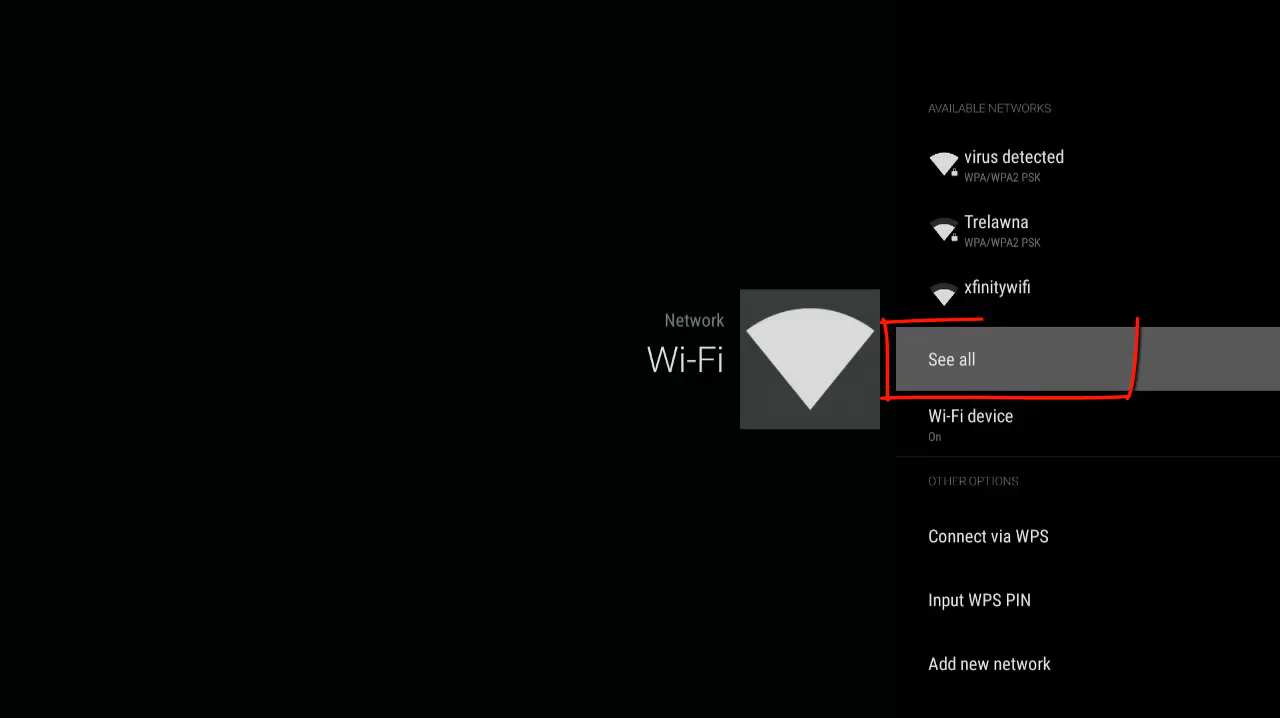 Network
Wi-Fi
AVAILABLE NETWORKS
virus detected
WPA/WPA2 PSK
Trelawna
WPA/WPA2 PSK
xfinitywifi
See all
Wi-Fi device
On
OTHER OPTIONS
Connect via WPS
Input WPS PIN
Add new network